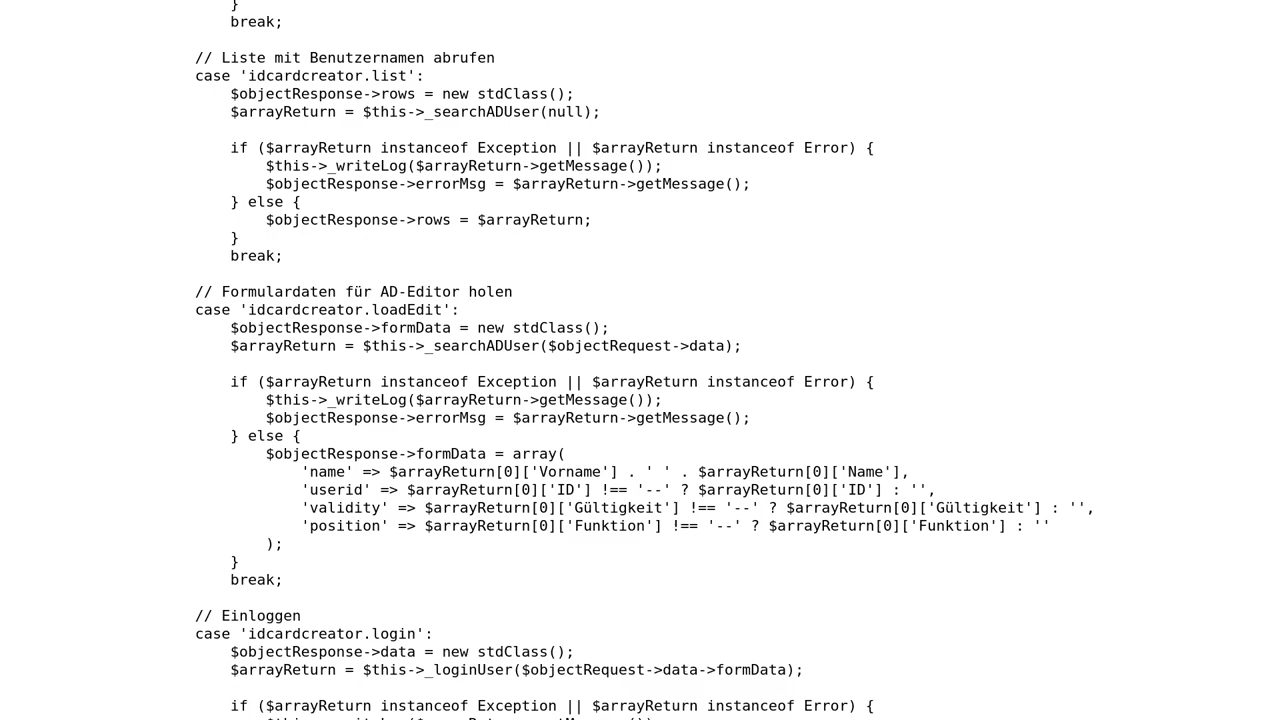 }
break;
// Liste mit Benutzernamen abrufen
case 'idcardcreator.list':
$objectResponse->rows = new stdClass();
$arrayReturn = $this->_searchADUser(null);
if ($arrayReturn instanceof Exception || $arrayReturn instanceof Error) {
$this->_writeLog($arrayReturn->getMessage());
$objectResponse->errorMsg = $arrayReturn->getMessage();
} else {
$objectResponse->rows = $arrayReturn;
}
break;
// Formulardaten für AD-Editor holen
case 'idcardcreator.loadEdit':
$objectResponse->formData = new stdClass();
$arrayReturn = $this->_searchADUser($objectRequest->data);
if ($arrayReturn instanceof Exception || $arrayReturn instanceof Error) {
$this->_writeLog($arrayReturn->getMessage());
$objectResponse->errorMsg = $arrayReturn->getMessage();
} else {
$objectResponse->formData = array(
'name' => $arrayReturn[0]['Vorname'] . ' ' . $arrayReturn[0]['Name'],
'userid' => $arrayReturn[0]['ID'] !== '--' ? $arrayReturn[0]['ID'] : '',
'validity' => $arrayReturn[0]['Gültigkeit'] !== '--' ? $arrayReturn[0]['Gültigkeit'] : '',
'position' => $arrayReturn[0]['Funktion'] !== '--' ? $arrayReturn[0]['Funktion'] : ''
);
}
break;
// Einloggen
case 'idcardcreator.login':
$objectResponse->data = new stdClass();
$arrayReturn = $this->_loginUser($objectRequest->data->formData);
if ($arrayReturn instanceof Exception || $arrayReturn instanceof Error) {